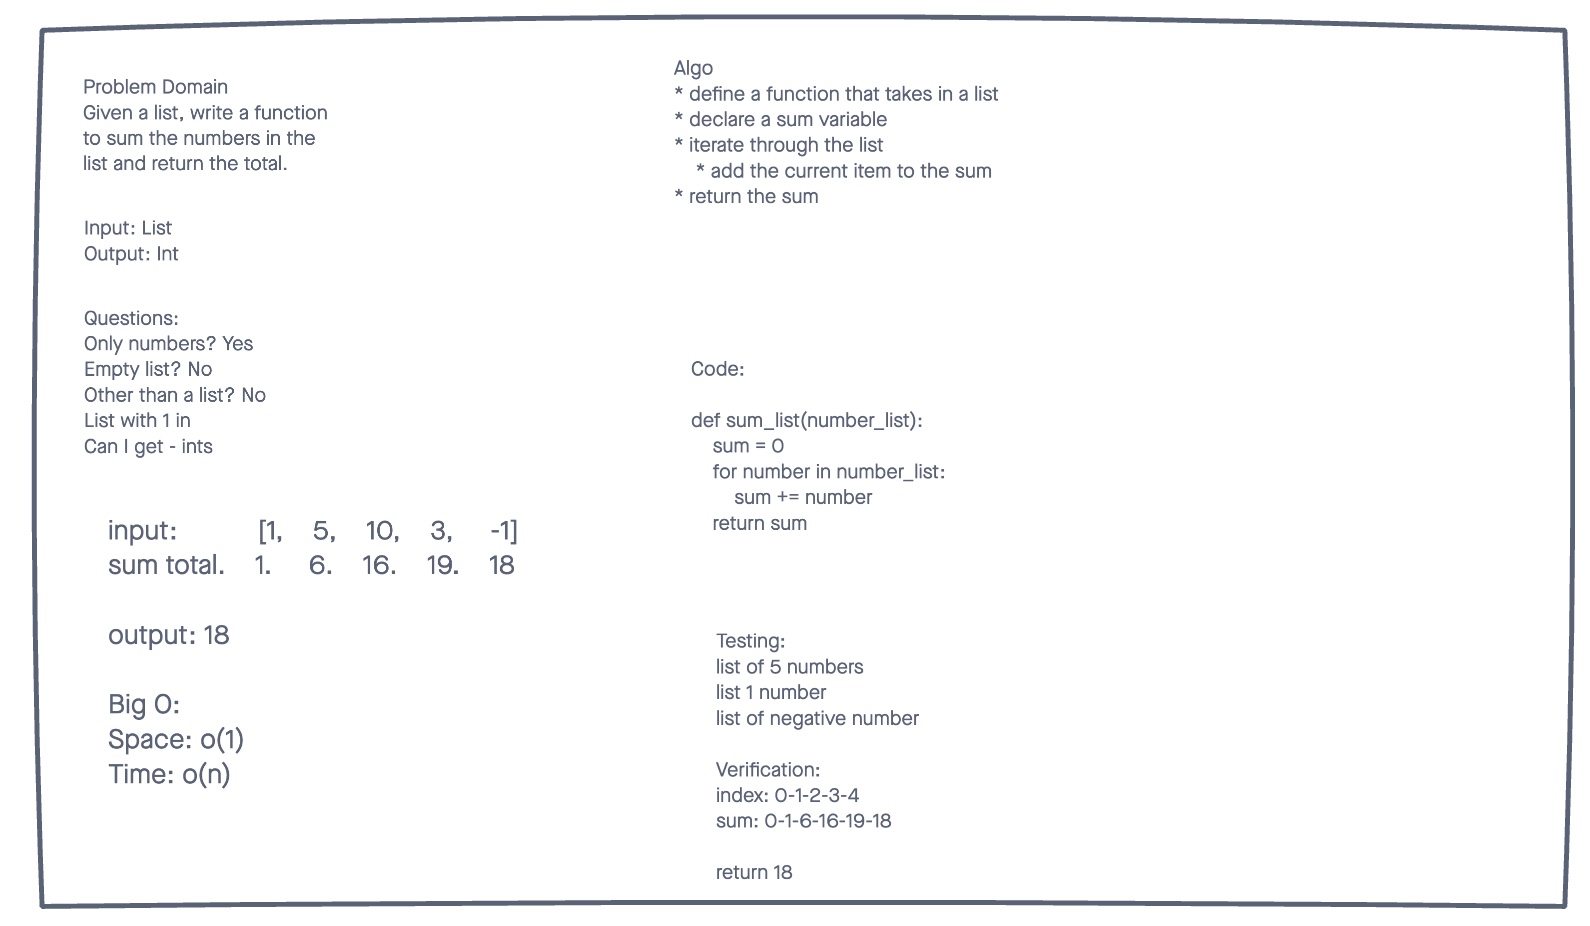 Problem Domain
Given a list, write a function
to sum the numbers in the
list and return the total.
Input: List
Output: Int
Questions:
Only numbers? Yes
Empty list? No
Other than a list? No
List with 1 in
Can I get - ints
input: [1, 5, 10, 3, -1]
sum total. 1. 6. 16. 19. 18
output: 18
Big O:
Space: o(1)
Time: o(n)
Algo
* define a function that takes in a list
* declare a sum variable
* iterate through the list
* add the current item to the sum
* return the sum
Code:
def sum_list(number_list):
sum = 0
for number in number_list:
sum += number
return sum
Testing:
list of 5 numbers
list 1 number
list of negative number
Verification:
index: 0-1-2-3-4
sum: 0-1-6-16-19-18
return 18